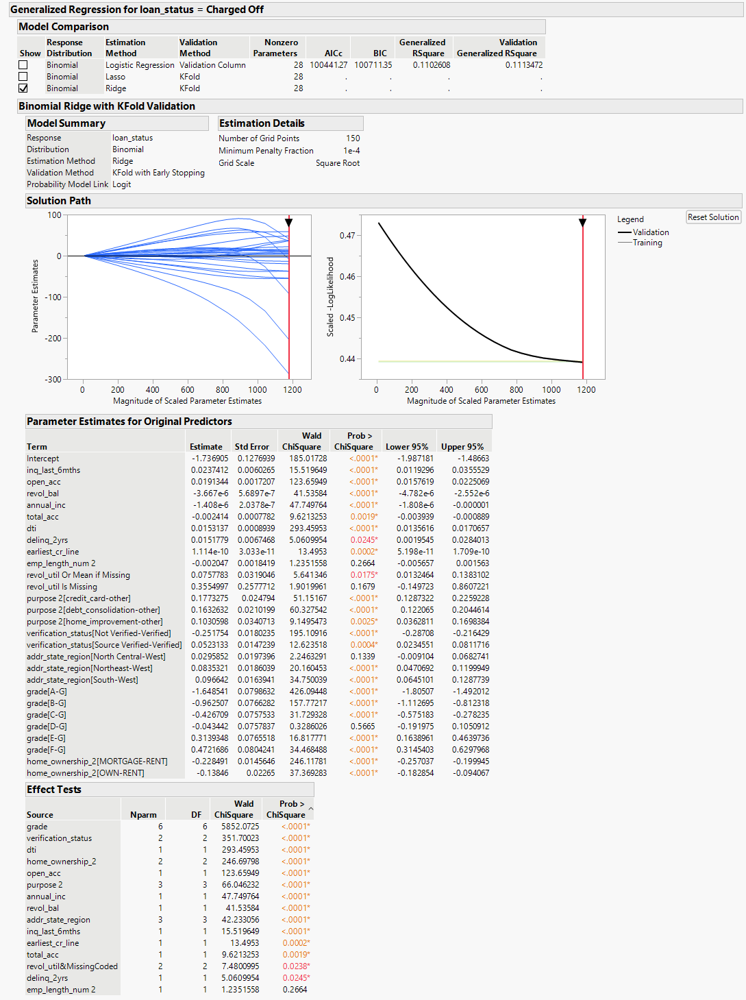 Generalized Regression for loan_status = Charged Off
Model Comparison
Show Response Distribution Estimation Method Validation Method Nonzero Parameters AICc BIC Generalized RSquare Validation Generalized RSquare
Binomial Logistic Regression Validation Column 28 100441.27 100711.35 0.1102608 0.1113472
Binomial Lasso KFold 28 . . . .
Binomial Ridge KFold 28 . . . .
Binomial Ridge with KFold Validation
Model Summary
Response loan_status
Distribution Binomial
Estimation Method Ridge
Validation Method KFold with Early Stopping
Probability Model Link Logit
Estimation Details
Number of Grid Points 150
Minimum Penalty Fraction 1e-4
Grid Scale Square Root
Solution Path
100
0
-100
-200
-300
Parameter Estimates
0 200 400 600 800 1000 1200
Magnitude of Scaled Parameter Estimates
0.47
0.46
0.45
0.44
Scaled -LogLikelihood
0 200 400 600 800 1000 1200
Magnitude of Scaled Parameter Estimates
Legend
Validation
Training
Reset Solution
Parameter Estimates for Original Predictors
Term Estimate Std Error Wald ChiSquare Prob > ChiSquare Lower 95% Upper 95%
Intercept -1.736905 0.1276939 185.01728 <.0001* -1.987181 -1.48663
inq_last_6mths 0.0237412 0.0060265 15.519649 <.0001* 0.0119296 0.0355529
open_acc 0.0191344 0.0017207 123.65949 <.0001* 0.0157619 0.0225069
revol_bal -3.667e-6 5.6897e-7 41.53584 <.0001* -4.782e-6 -2.552e-6
annual_inc -1.408e-6 2.0378e-7 47.749764 <.0001* -1.808e-6 -0.000001
total_acc -0.002414 0.0007782 9.6213253 0.0019* -0.003939 -0.000889
dti 0.0153137 0.0008939 293.45953 <.0001* 0.0135616 0.0170657
delinq_2yrs 0.0151779 0.0067468 5.0609954 0.0245* 0.0019545 0.0284013
earliest_cr_line 1.114e-10 3.033e-11 13.4953 0.0002* 5.198e-11 1.709e-10
emp_length_num 2 -0.002047 0.0018419 1.2351558 0.2664 -0.005657 0.001563
revol_util Or Mean if Missing 0.0757783 0.0319046 5.641346 0.0175* 0.0132464 0.1383102
revol_util Is Missing 0.3554997 0.2577712 1.9019961 0.1679 -0.149723 0.8607221
purpose 2[credit_card-other] 0.1773275 0.024794 51.15167 <.0001* 0.1287322 0.2259228
purpose 2[debt_consolidation-other] 0.1632632 0.0210199 60.327542 <.0001* 0.122065 0.2044614
purpose 2[home_improvement-other] 0.1030598 0.0340713 9.1495473 0.0025* 0.0362811 0.1698384
verification_status[Not Verified-Verified] -0.251754 0.0180235 195.10916 <.0001* -0.28708 -0.216429
verification_status[Source Verified-Verified] 0.0523133 0.0147239 12.623518 0.0004* 0.0234551 0.0811716
addr_state_region[North Central-West] 0.0295852 0.0197396 2.2463291 0.1339 -0.009104 0.0682741
addr_state_region[Northeast-West] 0.0835321 0.0186039 20.160453 <.0001* 0.0470692 0.1199949
addr_state_region[South-West] 0.096642 0.0163941 34.750039 <.0001* 0.0645101 0.1287739
grade[A-G] -1.648541 0.0798632 426.09448 <.0001* -1.80507 -1.492012
grade[B-G] -0.962507 0.0766282 157.77217 <.0001* -1.112695 -0.812318
grade[C-G] -0.426709 0.0757533 31.729328 <.0001* -0.575183 -0.278235
grade[D-G] -0.043442 0.0757837 0.3286026 0.5665 -0.191975 0.1050912
grade[E-G] 0.3139348 0.0765518 16.817771 <.0001* 0.1638961 0.4639736
grade[F-G] 0.4721686 0.0804241 34.468488 <.0001* 0.3145403 0.6297968
home_ownership_2[MORTGAGE-RENT] -0.228491 0.0145646 246.11781 <.0001* -0.257037 -0.199945
home_ownership_2[OWN-RENT] -0.13846 0.02265 37.369283 <.0001* -0.182854 -0.094067
Effect Tests
Source Nparm DF Wald ChiSquare Prob > ChiSquare
grade 6 6 5852.0725 <.0001*
verification_status 2 2 351.70023 <.0001*
dti 1 1 293.45953 <.0001*
home_ownership_2 2 2 246.69798 <.0001*
open_acc 1 1 123.65949 <.0001*
purpose 2 3 3 66.046232 <.0001*
annual_inc 1 1 47.749764 <.0001*
revol_bal 1 1 41.53584 <.0001*
addr_state_region 3 3 42.233056 <.0001*
inq_last_6mths 1 1 15.519649 <.0001*
earliest_cr_line 1 1 13.4953 0.0002*
total_acc 1 1 9.6213253 0.0019*
revol_util&MissingCoded 2 2 7.4800995 0.0238*
delinq_2yrs 1 1 5.0609954 0.0245*
emp_length_num 2 1 1 1.2351558 0.2664